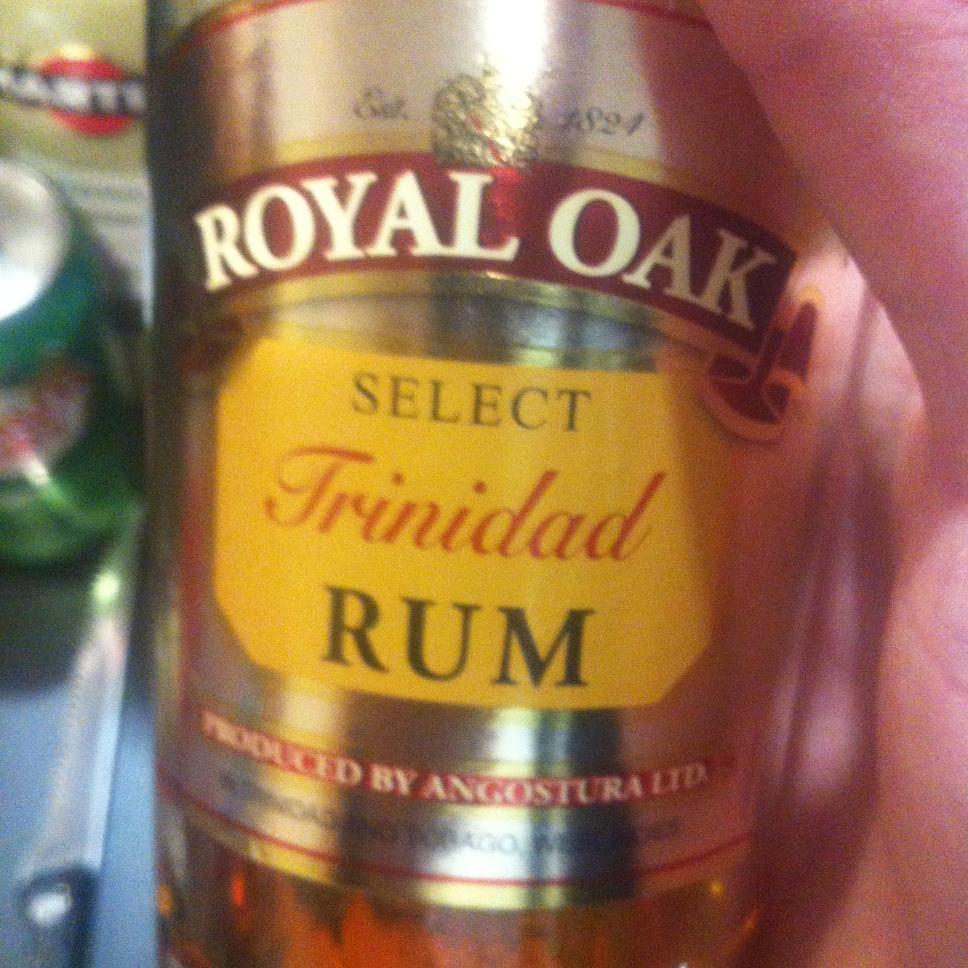 Est. 1824
ROYAL OAK
SELECT
Trinidad
RUM
PRODUCED BY ANGOSTURA LTD.